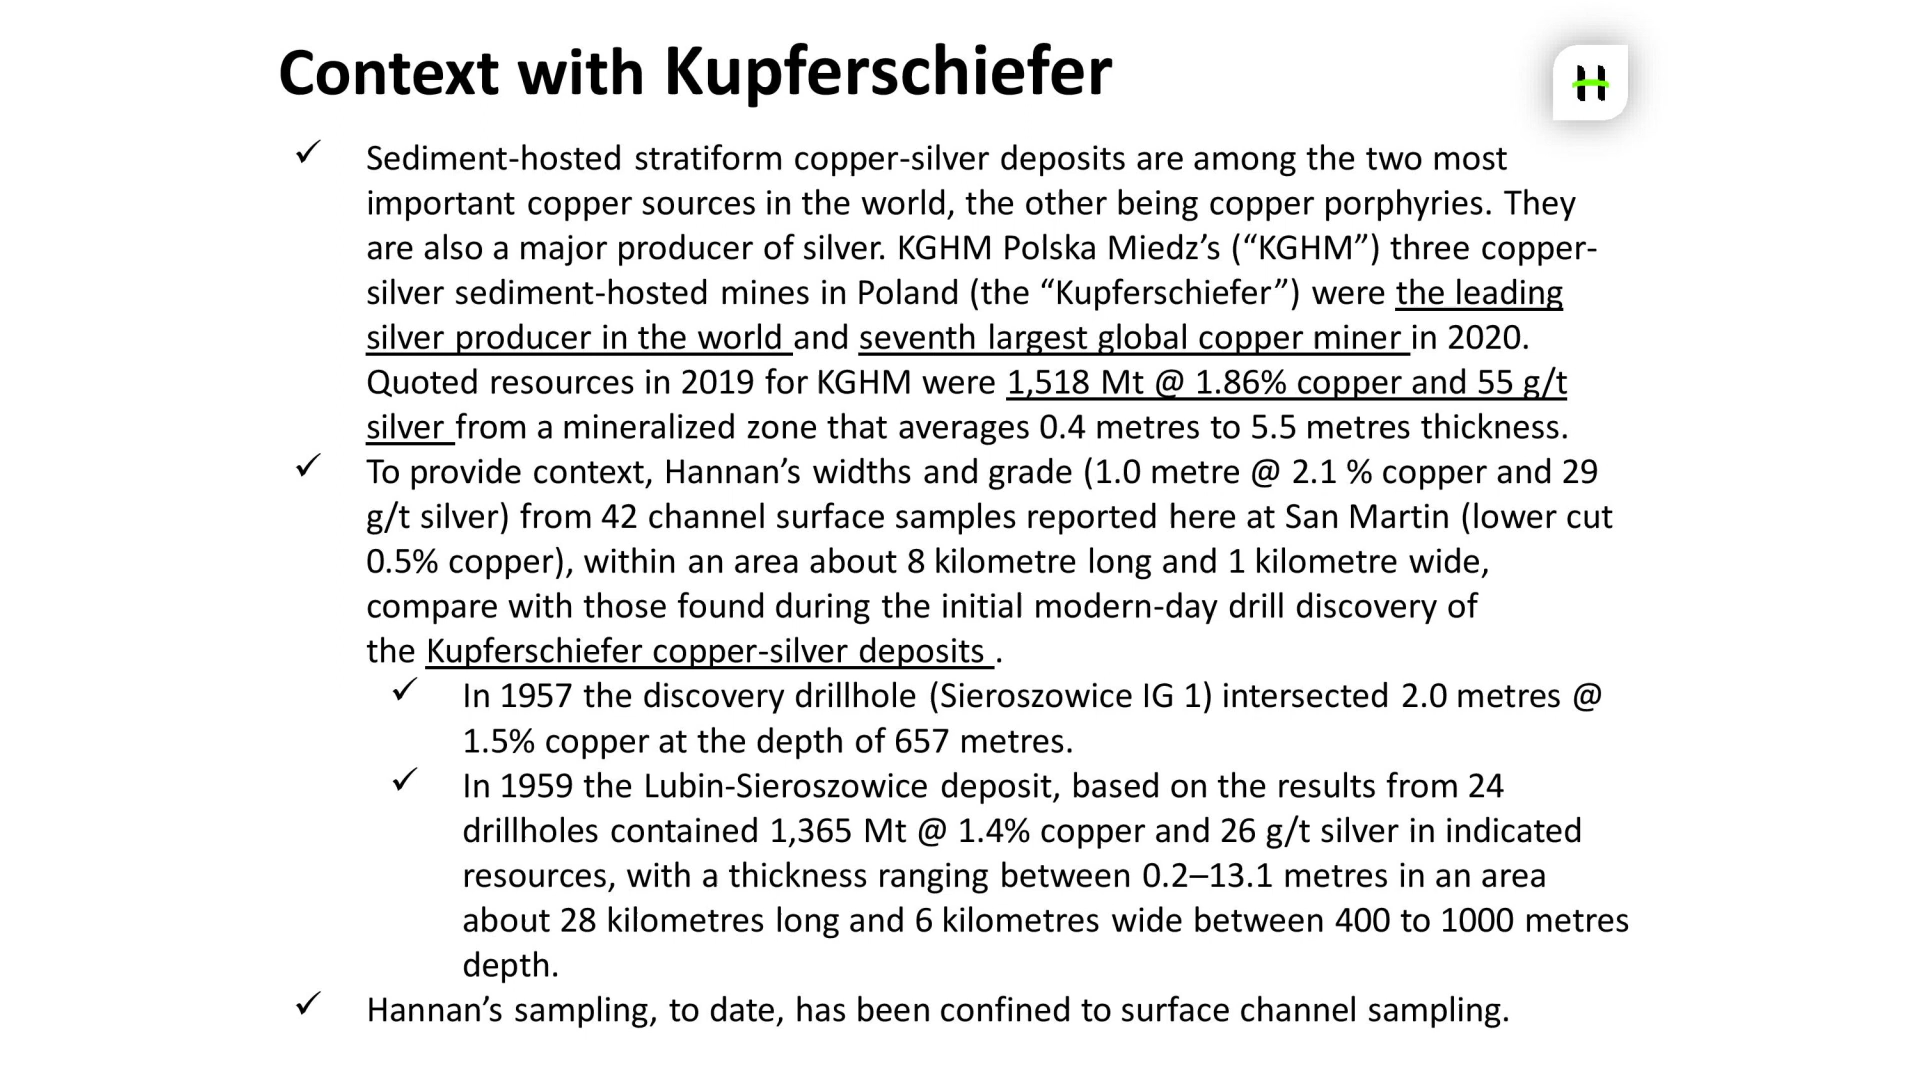 Context with Kupferschiefer
H
✓ Sediment-hosted stratiform copper-silver deposits are among the two most
important copper sources in the world, the other being copper porphyries. They
are also a major producer of silver. KGHM Polska Miedz’s (“KGHM”) three copper-
silver sediment-hosted mines in Poland (the “Kupferschiefer”) were the leading
silver producer in the world and seventh largest global copper miner in 2020.
Quoted resources in 2019 for KGHM were 1,518 Mt @ 1.86% copper and 55 g/t
silver from a mineralized zone that averages 0.4 metres to 5.5 metres thickness.
✓ To provide context, Hannan’s widths and grade (1.0 metre @ 2.1 % copper and 29
g/t silver) from 42 channel surface samples reported here at San Martin (lower cut
0.5% copper), within an area about 8 kilometre long and 1 kilometre wide,
compare with those found during the initial modern-day drill discovery of
the Kupferschiefer copper-silver deposits .
✓ In 1957 the discovery drillhole (Sieroszowice IG 1) intersected 2.0 metres @
1.5% copper at the depth of 657 metres.
✓ In 1959 the Lubin-Sieroszowice deposit, based on the results from 24
drillholes contained 1,365 Mt @ 1.4% copper and 26 g/t silver in indicated
resources, with a thickness ranging between 0.2–13.1 metres in an area
about 28 kilometres long and 6 kilometres wide between 400 to 1000 metres
depth.
✓ Hannan’s sampling, to date, has been confined to surface channel sampling.